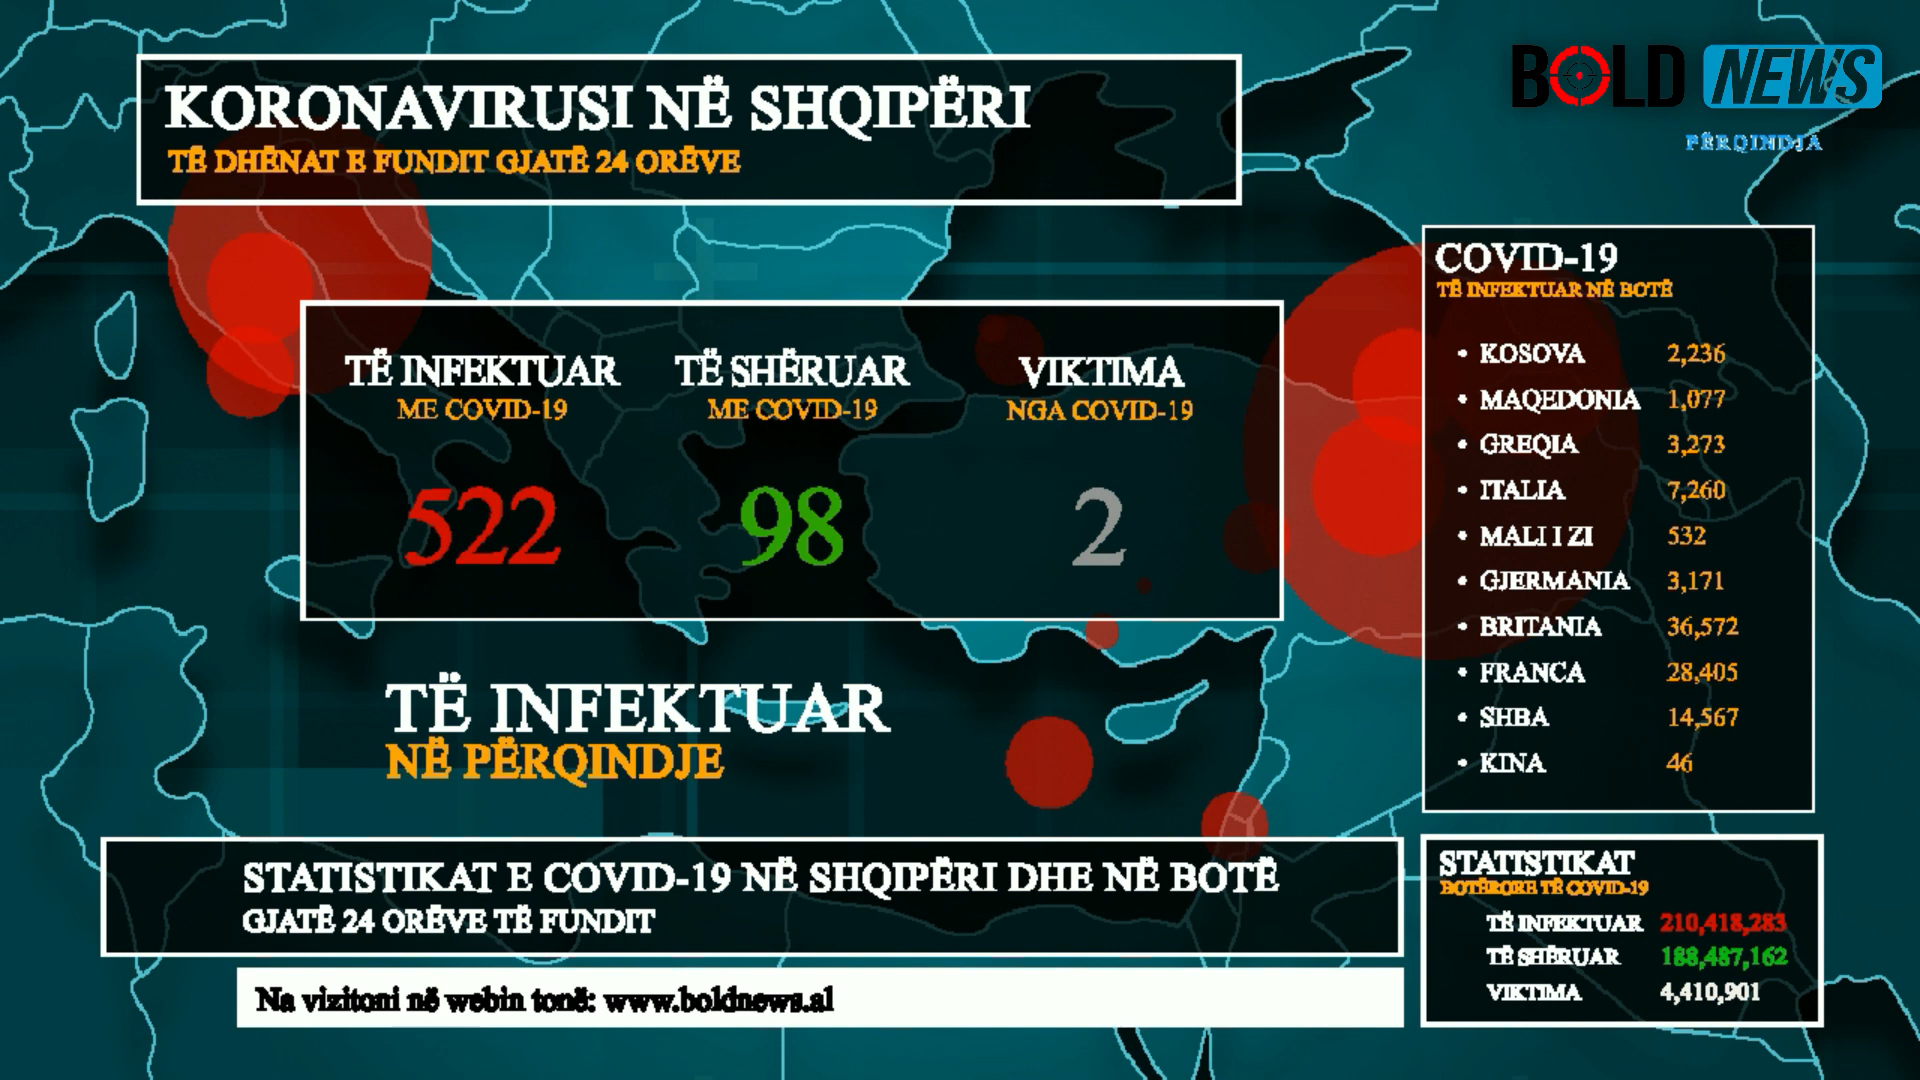 BOLD NEWS
PËRQINDJA
KORONAVIRUSI NË SHQIPËRI
TË DHËNAT E FUNDIT GJATË 24 ORËVE
TË INFEKTUAR TË SHËRUAR VIKTIMA
ME COVID-19 ME COVID-19 NGA COVID-19
522 98 2
TË INFEKTUAR
NË PËRQINDJE
COVID-19
TË INFEKTUAR NË BOTË
• KOSOVA 2,236
• MAQEDONIA 1,077
• GREQIA 3,273
• ITALIA 7,260
• MALI I ZI 532
• GJERMANIA 3,171
• BRITANIA 36,572
• FRANCA 28,405
• SHBA 14,567
• KINA 46
STATISTIKAT E COVID-19 NË SHQIPËRI DHE NË BOTË
GJATË 24 ORËVE TË FUNDIT
Na vizitoni në webin tonë: www.boldnews.al
STATISTIKAT
BOTËRORE TË COVID-19
TË INFEKTUAR 210,418,283
TË SHËRUAR 188,487,162
VIKTIMA 4,410,901